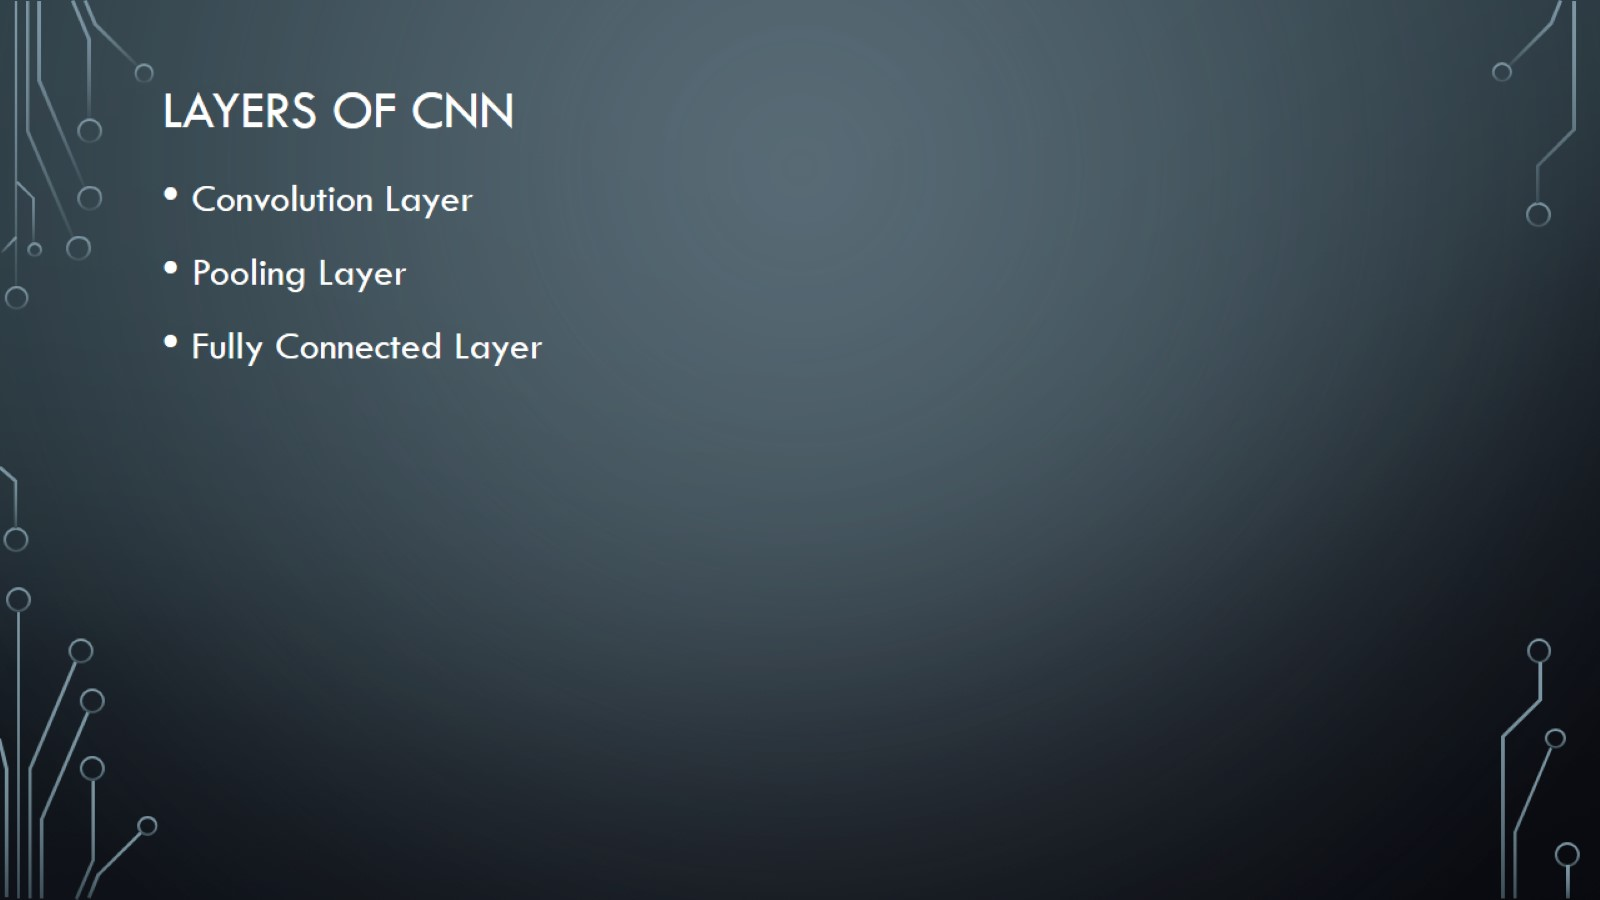 LAYERS OF CNN
• Convolution Layer
• Pooling Layer
• Fully Connected Layer